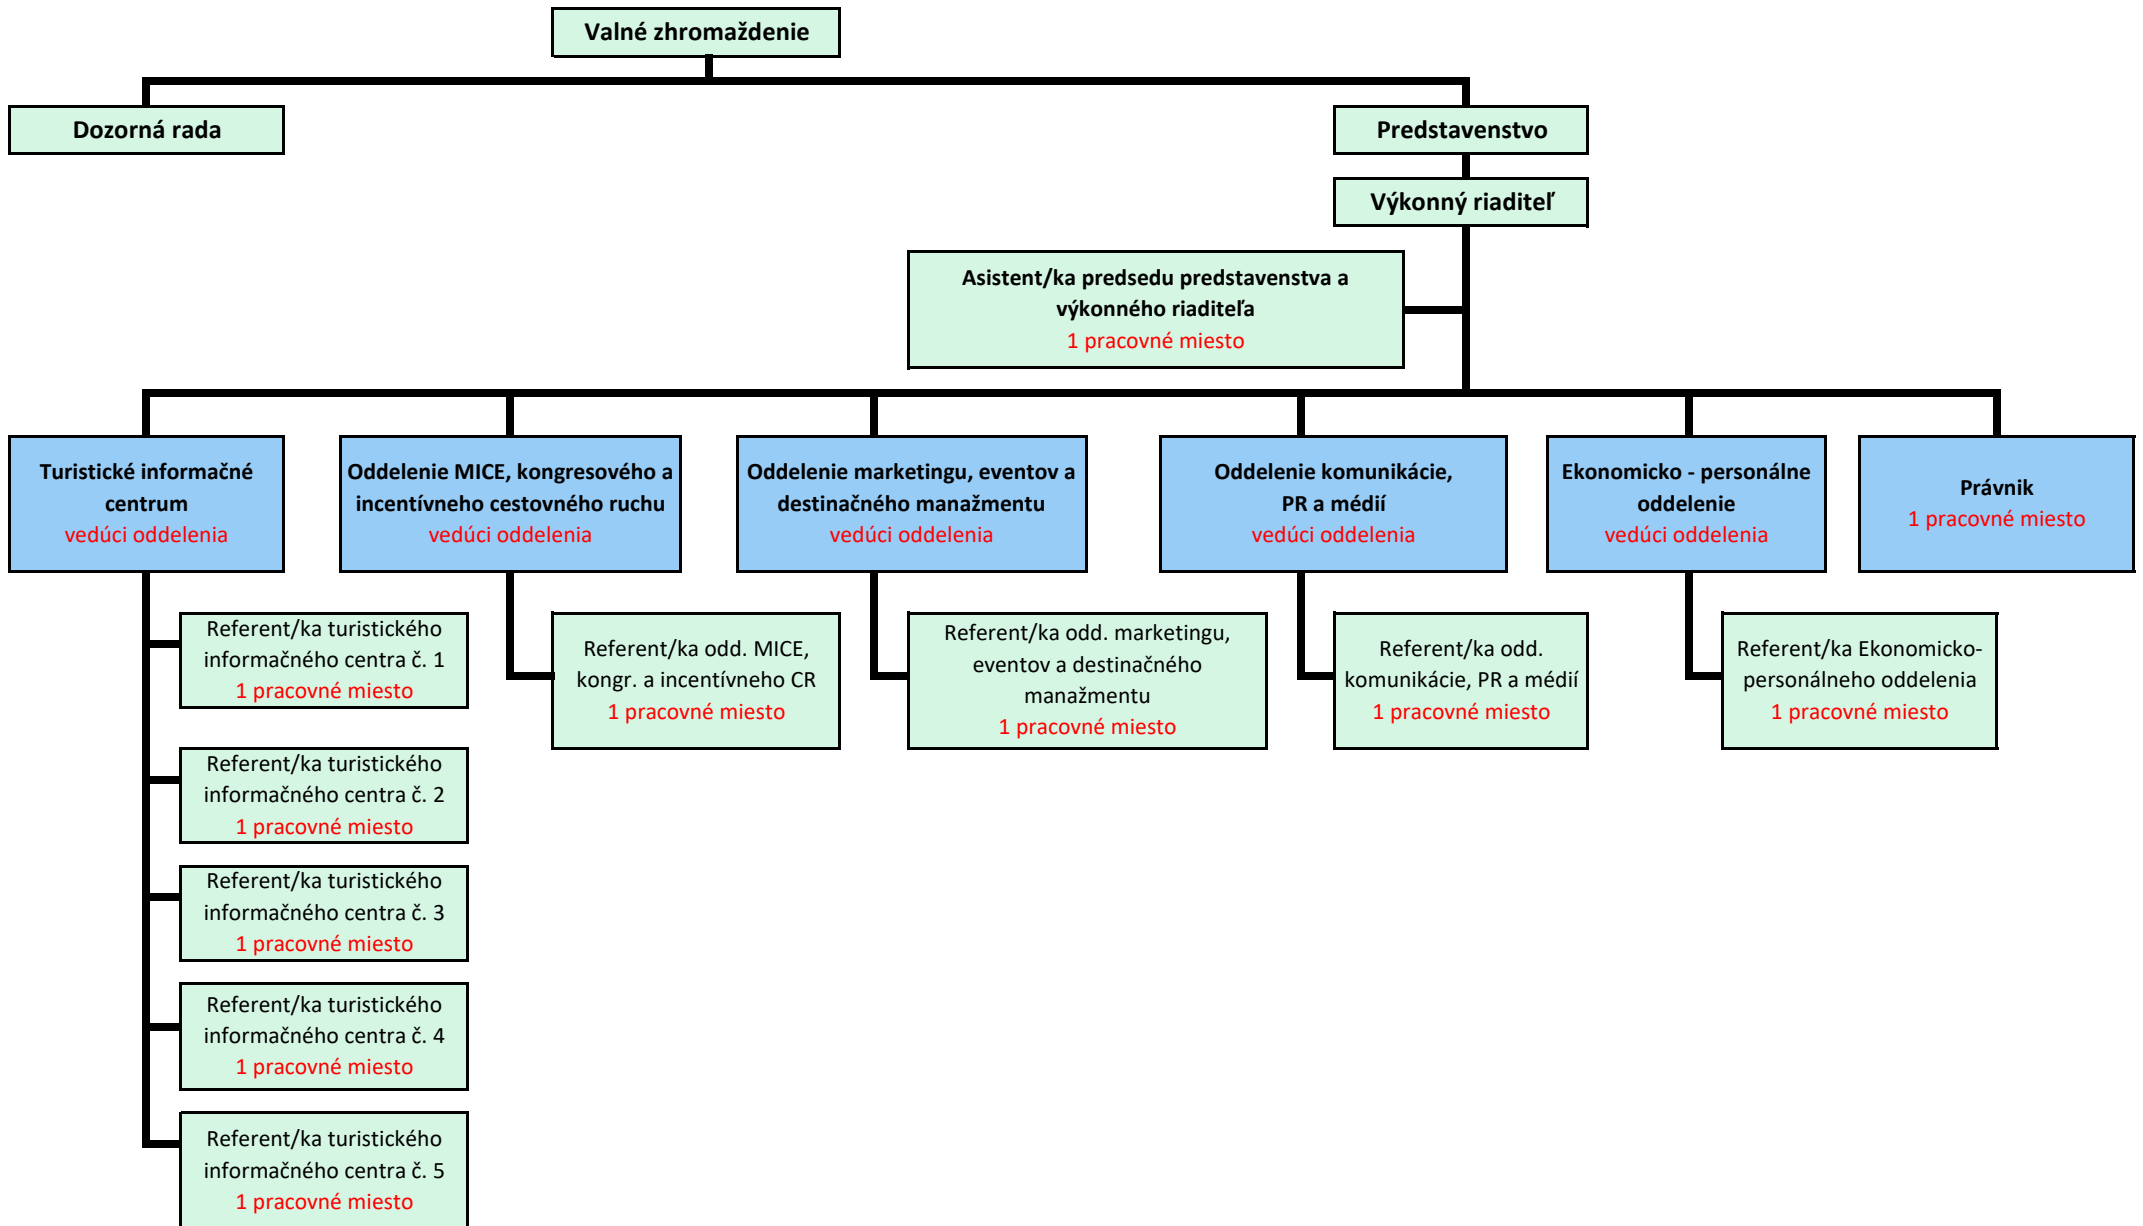 Valné zhromaždenie
Dozorná rada
Predstavenstvo
Výkonný riaditeľ
Asistent/ka predsedu predstavenstva a
výkonného riaditeľa
1 pracovné miesto
Turistické informačné
centrum
vedúci oddelenia
Oddelenie MICE, kongresového a
incentívneho cestovného ruchu
vedúci oddelenia
Oddelenie marketingu, eventov a
destinačného manažmentu
vedúci oddelenia
Oddelenie komunikácie,
PR a médií
vedúci oddelenia
Ekonomicko - personálne
oddelenie
vedúci oddelenia
Právnik
1 pracovné miesto
Referent/ka turistického
informačného centra č. 1
1 pracovné miesto
Referent/ka odd. MICE,
kongr. a incentívneho CR
1 pracovné miesto
Referent/ka odd. marketingu,
eventov a destinačného
manažmentu
1 pracovné miesto
Referent/ka odd.
komunikácie, PR a médií
1 pracovné miesto
Referent/ka Ekonomicko-
personálneho oddelenia
1 pracovné miesto
Referent/ka turistického
informačného centra č. 2
1 pracovné miesto
Referent/ka turistického
informačného centra č. 3
1 pracovné miesto
Referent/ka turistického
informačného centra č. 4
1 pracovné miesto
Referent/ka turistického
informačného centra č. 5
1 pracovné miesto